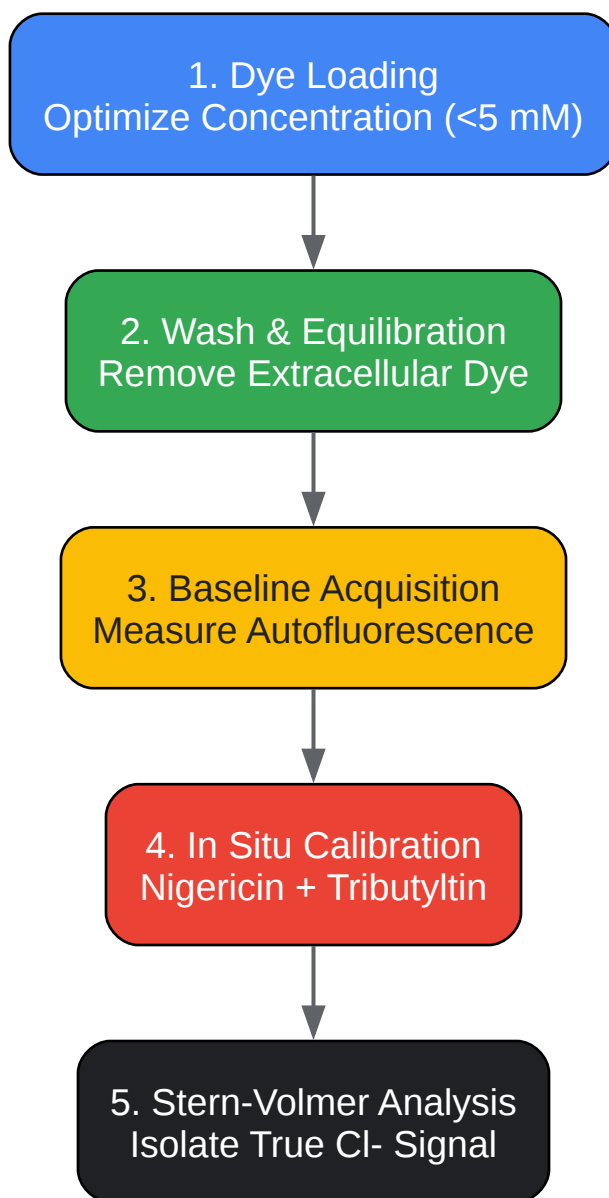 1. Dye Loading
Optimize Concentration (<5 mM)
2. Wash & Equilibration
Remove Extracellular Dye
3. Baseline Acquisition
Measure Autofluorescence
4. In Situ Calibration
Nigericin + Tributyltin
5. Stern-Volmer Analysis
Isolate True Cl- Signal